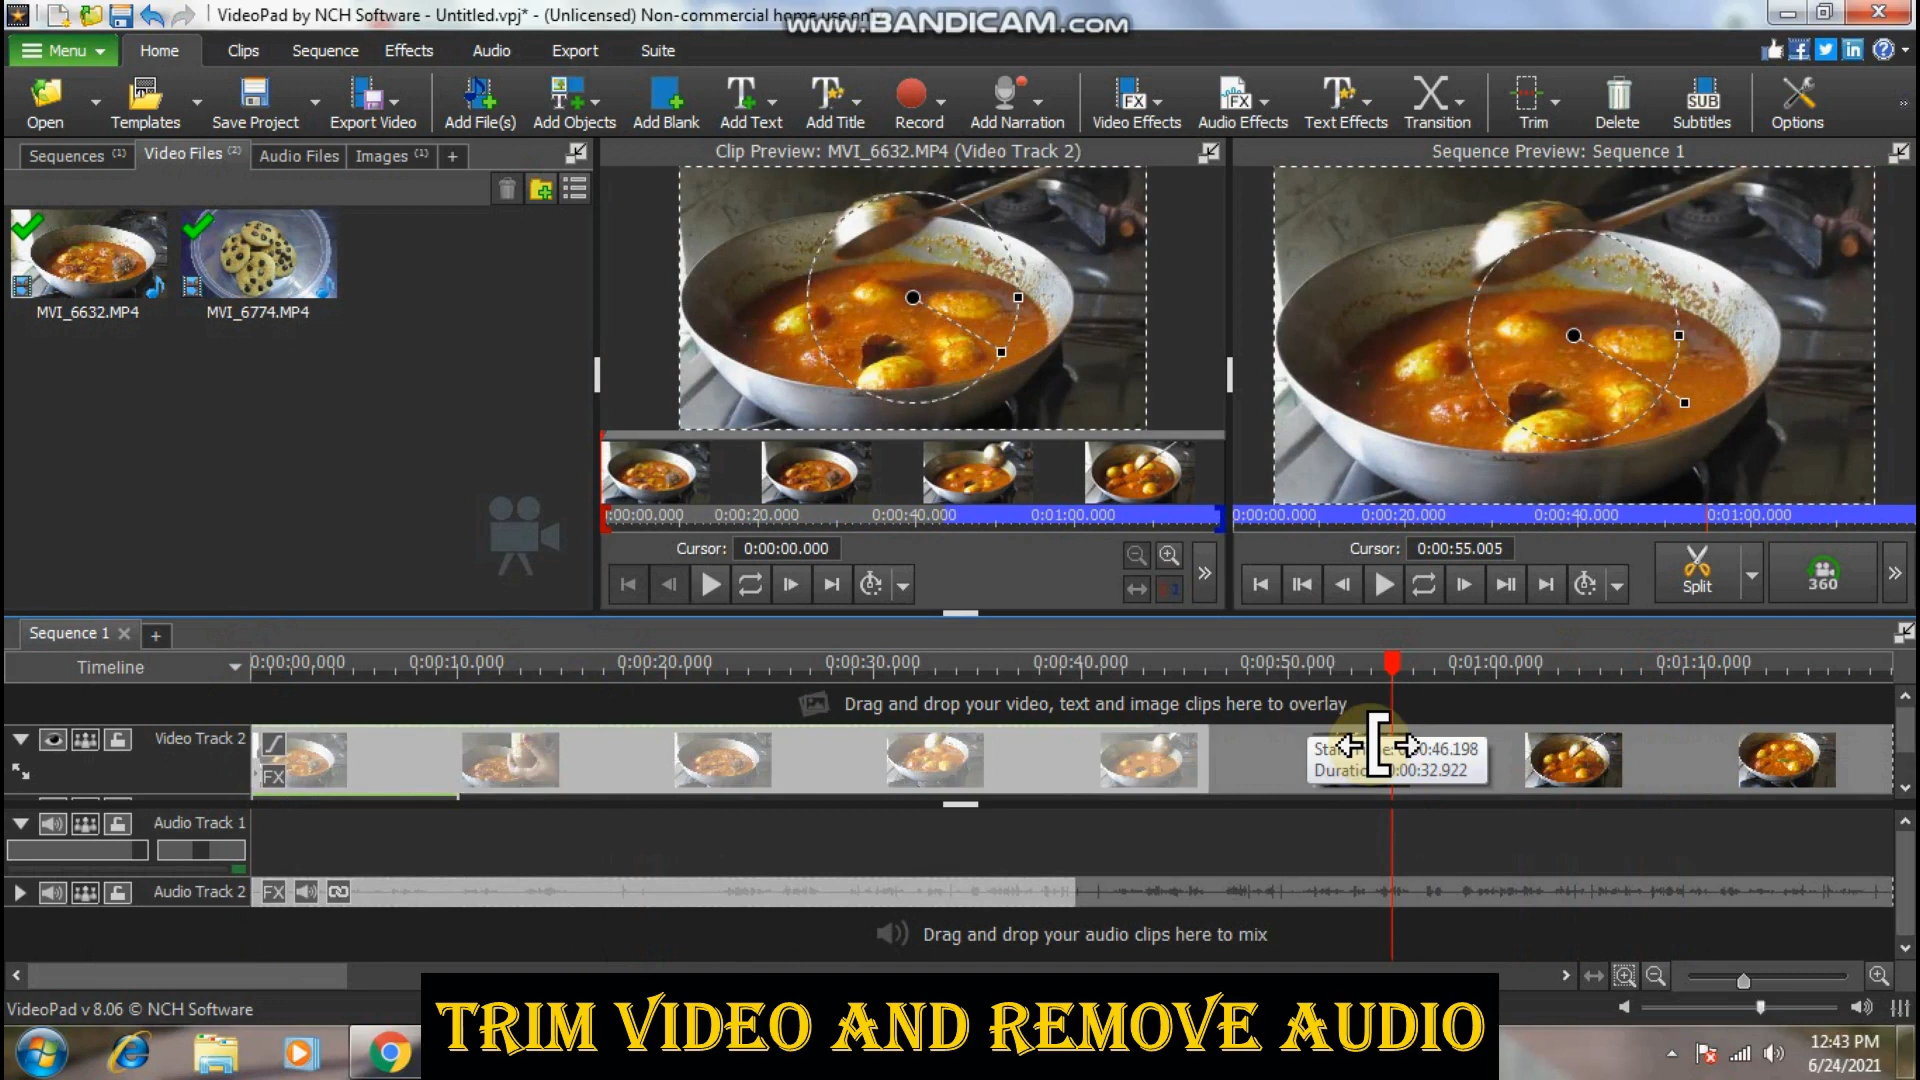 VideoPad by NCH Software - Untitled.vpj* - (Unlicensed) Non-commercial home use only
www.BANDICAM.com
Menu Home Clips Sequence Effects Audio Export Suite
Open Templates Save Project Export Video Add File(s) Add Objects Add Blank Add Text Add Title Record Add Narration Video Effects Audio Effects Text Effects Transition Trim Delete Subtitles Options
Sequences (1) Video Files (2) Audio Files Images (1) +
Clip Preview: MVI_6632.MP4 (Video Track 2)
Sequence Preview: Sequence 1
MVI_6632.MP4 MVI_6774.MP4
:00:00.000 0:00:20.000 0:00:40.000 0:01:00.000
0:00:00.000 0:00:20.000 0:00:40.000 0:01:00.000
Cursor: 0:00:00.000
Cursor: 0:00:55.005
Split
360
Sequence 1
Timeline
0:00:00.000 0:00:10.000 0:00:20.000 0:00:30.000 0:00:40.000 0:00:50.000 0:01:00.000 0:01:10.000
Drag and drop your video, text and image clips here to overlay
Video Track 2
FX
0:46.198
0:00:32.922
Audio Track 1
Audio Track 2
FX
Drag and drop your audio clips here to mix
VideoPad v 8.06 © NCH Software
TRIM VIDEO AND REMOVE AUDIO
12:43 PM
6/24/2021